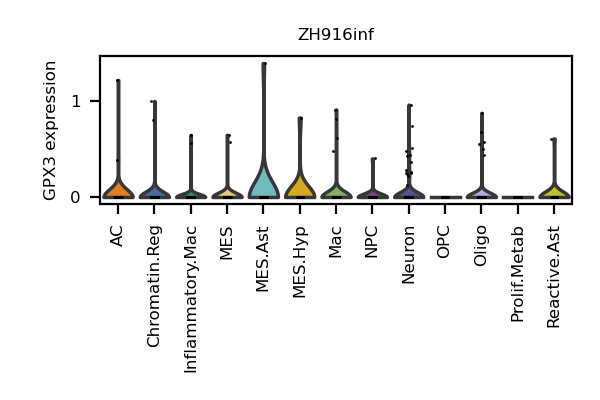 ZH916inf
GPX3 expression
1
0
AC
Chromatin.Reg
Inflammatory.Mac
MES
MES.Ast
MES.Hyp
Mac
NPC
Neuron
OPC
Oligo
Prolif.Metab
Reactive.Ast